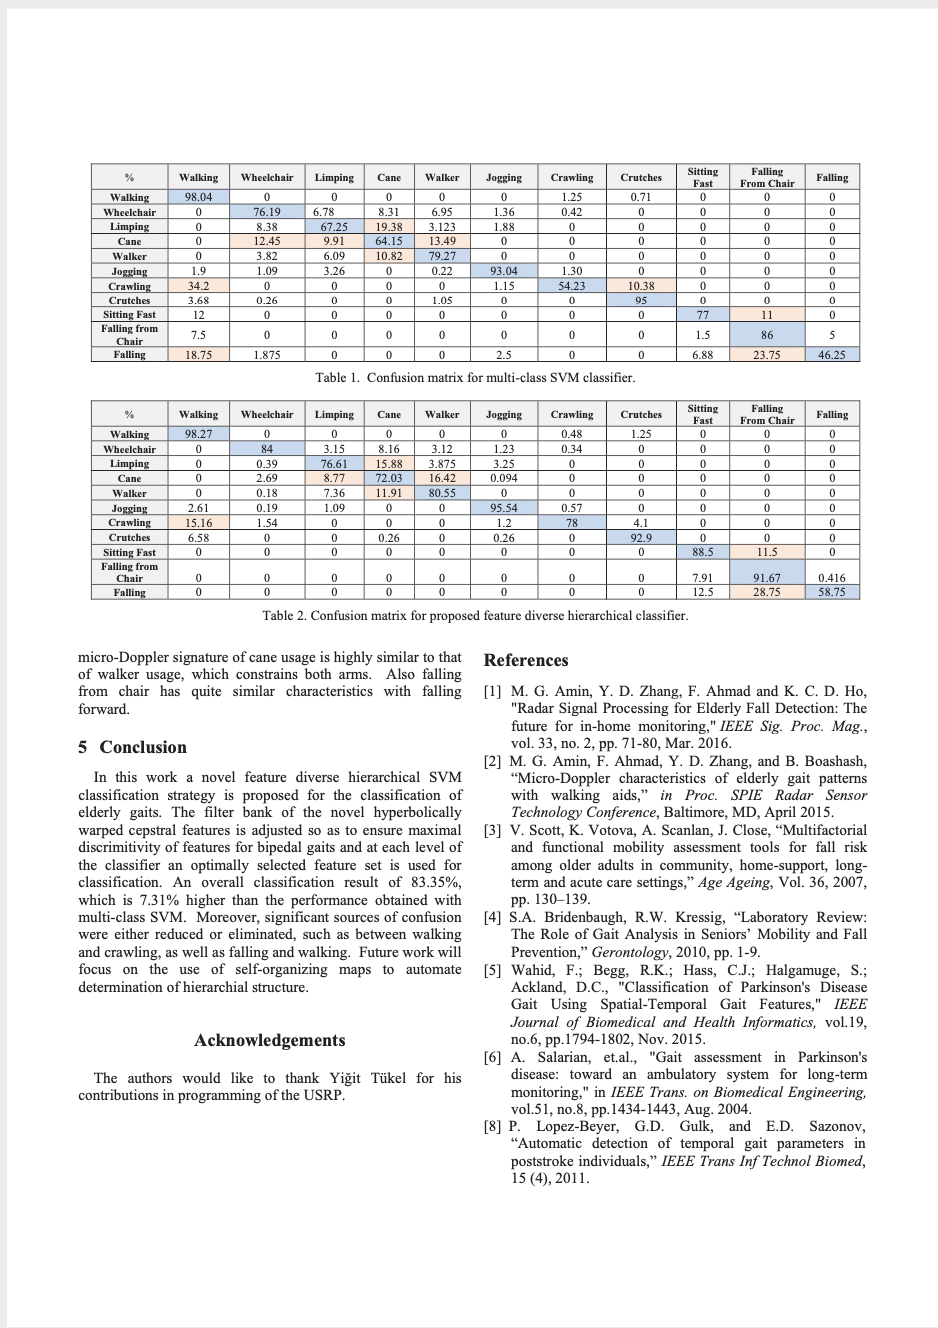 % Walking Wheelchair Limping Cane Walker Jogging Crawling Crutches Sitting Fast Falling From Chair Falling
Walking 98.04 0 0 0 0 0 1.25 0.71 0 0 0
Wheelchair 0 76.19 6.78 8.31 6.95 1.36 0.42 0 0 0 0
Limping 0 8.38 67.25 19.38 3.123 1.88 0 0 0 0 0
Cane 0 12.45 9.91 64.15 13.49 0 0 0 0 0 0
Walker 0 3.82 6.09 10.82 79.27 0 0 0 0 0 0
Jogging 1.9 1.09 3.26 0 0.22 93.04 1.30 0 0 0 0
Crawling 34.2 0 0 0 0 1.15 54.23 10.38 0 0 0
Crutches 3.68 0.26 0 0 1.05 0 0 95 0 0 0
Sitting Fast 12 0 0 0 0 0 0 0 77 11 0
Falling from Chair 7.5 0 0 0 0 0 0 0 1.5 86 5
Falling 18.75 1.875 0 0 0 2.5 0 0 6.88 23.75 46.25
Table 1. Confusion matrix for multi-class SVM classifier.
% Walking Wheelchair Limping Cane Walker Jogging Crawling Crutches Sitting Fast Falling From Chair Falling
Walking 98.27 0 0 0 0 0 0.48 1.25 0 0 0
Wheelchair 0 84 3.15 8.16 3.12 1.23 0.34 0 0 0 0
Limping 0 0.39 76.61 15.88 3.875 3.25 0 0 0 0 0
Cane 0 2.69 8.77 72.03 16.42 0.094 0 0 0 0 0
Walker 0 0.18 7.36 11.91 80.55 0 0 0 0 0 0
Jogging 2.61 0.19 1.09 0 0 95.54 0.57 0 0 0 0
Crawling 15.16 1.54 0 0 0 1.2 78 4.1 0 0 0
Crutches 6.58 0 0 0.26 0 0.26 0 92.9 0 0 0
Sitting Fast 0 0 0 0 0 0 0 0 88.5 11.5 0
Falling from Chair 0 0 0 0 0 0 0 0 7.91 91.67 0.416
Falling 0 0 0 0 0 0 0 0 12.5 28.75 58.75
Table 2. Confusion matrix for proposed feature diverse hierarchical classifier.
micro-Doppler signature of cane usage is highly similar to that
of walker usage, which constrains both arms. Also falling
from chair has quite similar characteristics with falling
forward.
5 Conclusion
In this work a novel feature diverse hierarchical SVM
classification strategy is proposed for the classification of
elderly gaits. The filter bank of the novel hyperbolically
warped cepstral features is adjusted so as to ensure maximal
discrimitivity of features for bipedal gaits and at each level of
the classifier an optimally selected feature set is used for
classification. An overall classification result of 83.35%,
which is 7.31% higher than the performance obtained with
multi-class SVM. Moreover, significant sources of confusion
were either reduced or eliminated, such as between walking
and crawling, as well as falling and walking. Future work will
focus on the use of self-organizing maps to automate
determination of hierarchial structure.
Acknowledgements
The authors would like to thank Yiğit Tükel for his
contributions in programming of the USRP.
References
[1] M. G. Amin, Y. D. Zhang, F. Ahmad and K. C. D. Ho,
"Radar Signal Processing for Elderly Fall Detection: The
future for in-home monitoring," IEEE Sig. Proc. Mag.,
vol. 33, no. 2, pp. 71-80, Mar. 2016.
[2] M. G. Amin, F. Ahmad, Y. D. Zhang, and B. Boashash,
“Micro-Doppler characteristics of elderly gait patterns
with walking aids,” in Proc. SPIE Radar Sensor
Technology Conference, Baltimore, MD, April 2015.
[3] V. Scott, K. Votova, A. Scanlan, J. Close, “Multifactorial
and functional mobility assessment tools for fall risk
among older adults in community, home-support, long-
term and acute care settings,” Age Ageing, Vol. 36, 2007,
pp. 130–139.
[4] S.A. Bridenbaugh, R.W. Kressig, “Laboratory Review:
The Role of Gait Analysis in Seniors’ Mobility and Fall
Prevention,” Gerontology, 2010, pp. 1-9.
[5] Wahid, F.; Begg, R.K.; Hass, C.J.; Halgamuge, S.;
Ackland, D.C., "Classification of Parkinson's Disease
Gait Using Spatial-Temporal Gait Features," IEEE
Journal of Biomedical and Health Informatics, vol.19,
no.6, pp.1794-1802, Nov. 2015.
[6] A. Salarian, et.al., "Gait assessment in Parkinson's
disease: toward an ambulatory system for long-term
monitoring," in IEEE Trans. on Biomedical Engineering,
vol.51, no.8, pp.1434-1443, Aug. 2004.
[8] P. Lopez-Beyer, G.D. Gulk, and E.D. Sazonov,
“Automatic detection of temporal gait parameters in
poststroke individuals,” IEEE Trans Inf Technol Biomed,
15 (4), 2011.